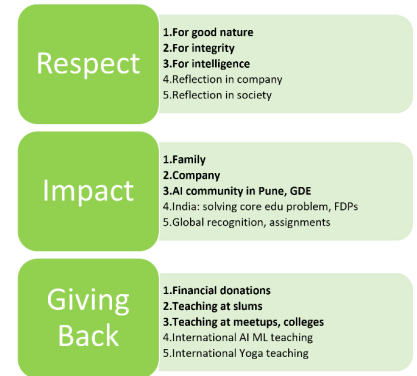 Respect
1.For good nature
2.For integrity
3.For intelligence
4.Reflection in company
5.Reflection in society
Impact
1.Family
2.Company
3.AI community in Pune, GDE
4.India: solving core edu problem, FDPs
5.Global recognition, assignments
Giving
Back
1.Financial donations
2.Teaching at slums
3.Teaching at meetups, colleges
4.International AI ML teaching
5.International Yoga teaching